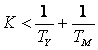 K < 1/T_Y + 1/T_M